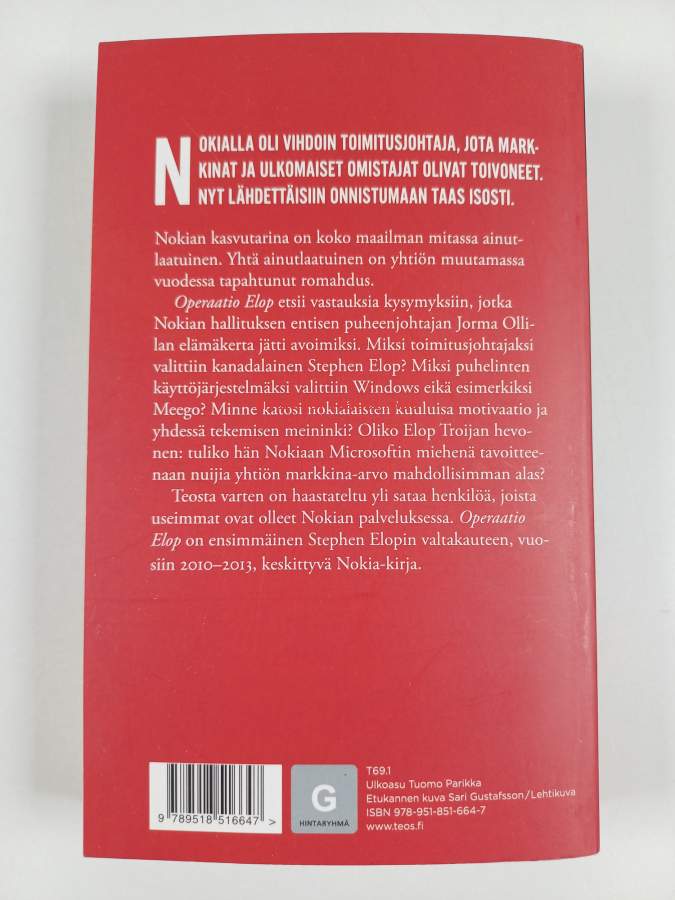 NOKIALLA OLI VIHDOIN TOIMITUSJOHTAJA, JOTA MARK-
KINAT JA ULKOMAISET OMISTAJAT OLIVAT TOIVONEET.
NYT LÄHDETTÄISIIN ONNISTUMAAN TAAS ISOSTI.
Nokian kasvutarina on koko maailman mitassa ainut-
laatuinen. Yhtä ainutlaatuinen on yhtiön muutamassa
vuodessa tapahtunut romahdus.
Operaatio Elop etsii vastauksia kysymyksiin, jotka
Nokian hallituksen entisen puheenjohtajan Jorma Olli-
lan elämäkerta jätti avoimiksi. Miksi toimitusjohtajaksi
valittiin kanadalainen Stephen Elop? Miksi puhelinten
käyttöjärjestelmäksi valittiin Windows eikä esimerkiksi
Meego? Minne katosi nokialaisten kuuluisa motivaatio ja
yhdessä tekemisen meininki? Oliko Elop Troijan hevo-
nen: tuliko hän Nokiaan Microsoftin miehenä tavoittee-
naan nuijia yhtiön markkina-arvo mahdollisimman alas?
Teosta varten on haastateltu yli sataa henkilöä, joista
useimmat ovat olleet Nokian palveluksessa. Operaatio
Elop on ensimmäinen Stephen Elopin valtakauteen, vuo-
siin 2010–2013, keskittyvä Nokia-kirja.
9 789518 516647 >
G
HINTARYHMÄ
T69.1
Ulkoasu Tuomo Parikka
Etukannen kuva Sari Gustafsson/Lehtikuva
ISBN 978-951-851-664-7
www.teos.fi